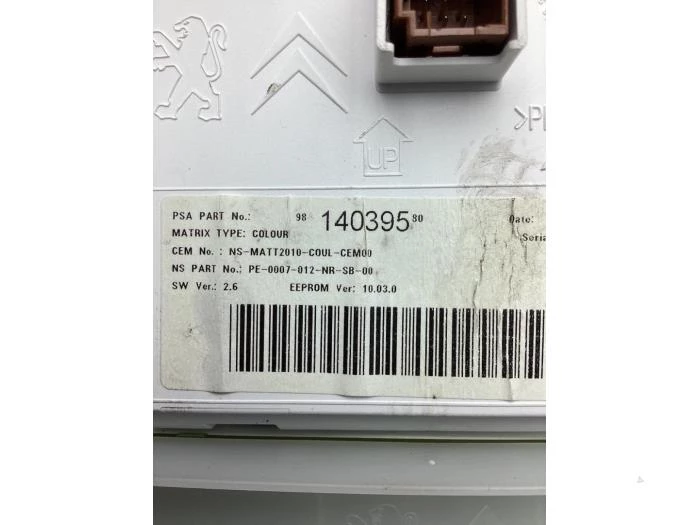 >P
UP
PSA PART No.: 98 140395 80 Date:
MATRIX TYPE: COLOUR Seria
CEM No.: NS-MATT2010-COUL-CEM00
NS PART No.: PE-0007-012-NR-SB-00
SW Ver.: 2.6 EEPROM Ver: 10.03.0